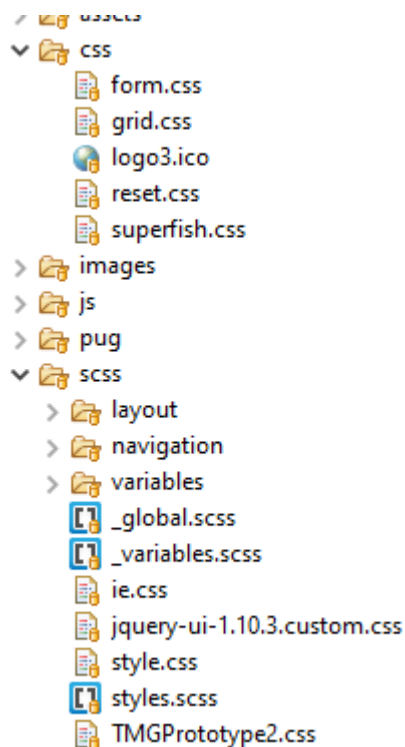 assets
css
form.css
grid.css
logo3.ico
reset.css
superfish.css
images
js
pug
scss
layout
navigation
variables
_global.scss
_variables.scss
ie.css
jquery-ui-1.10.3.custom.css
style.css
styles.scss
TMGPrototype2.css